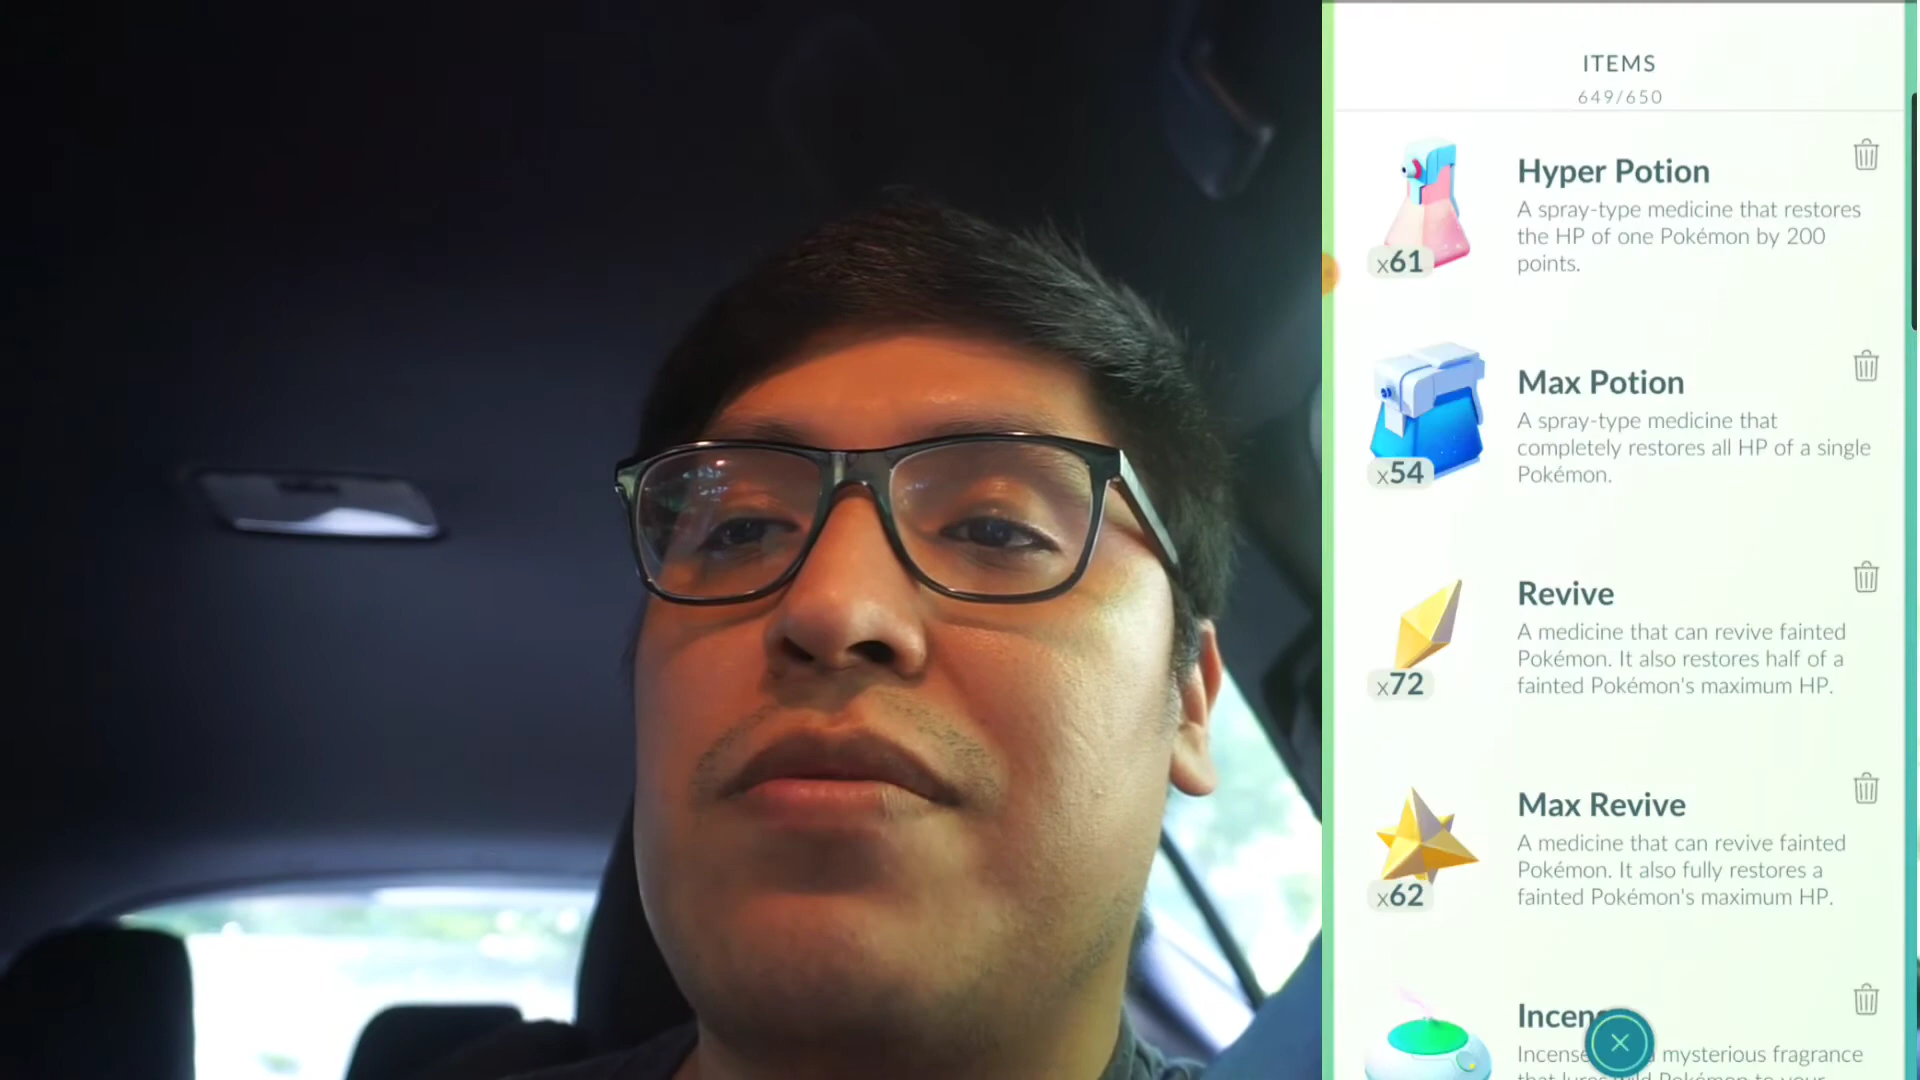 ITEMS
649/650
Hyper Potion
A spray-type medicine that restores
the HP of one Pokémon by 200
points.
x61
Max Potion
A spray-type medicine that
completely restores all HP of a single
Pokémon.
x54
Revive
A medicine that can revive fainted
Pokémon. It also restores half of a
fainted Pokémon's maximum HP.
x72
Max Revive
A medicine that can revive fainted
Pokémon. It also fully restores a
fainted Pokémon's maximum HP.
x62
Incens
Incense mysterious fragrance